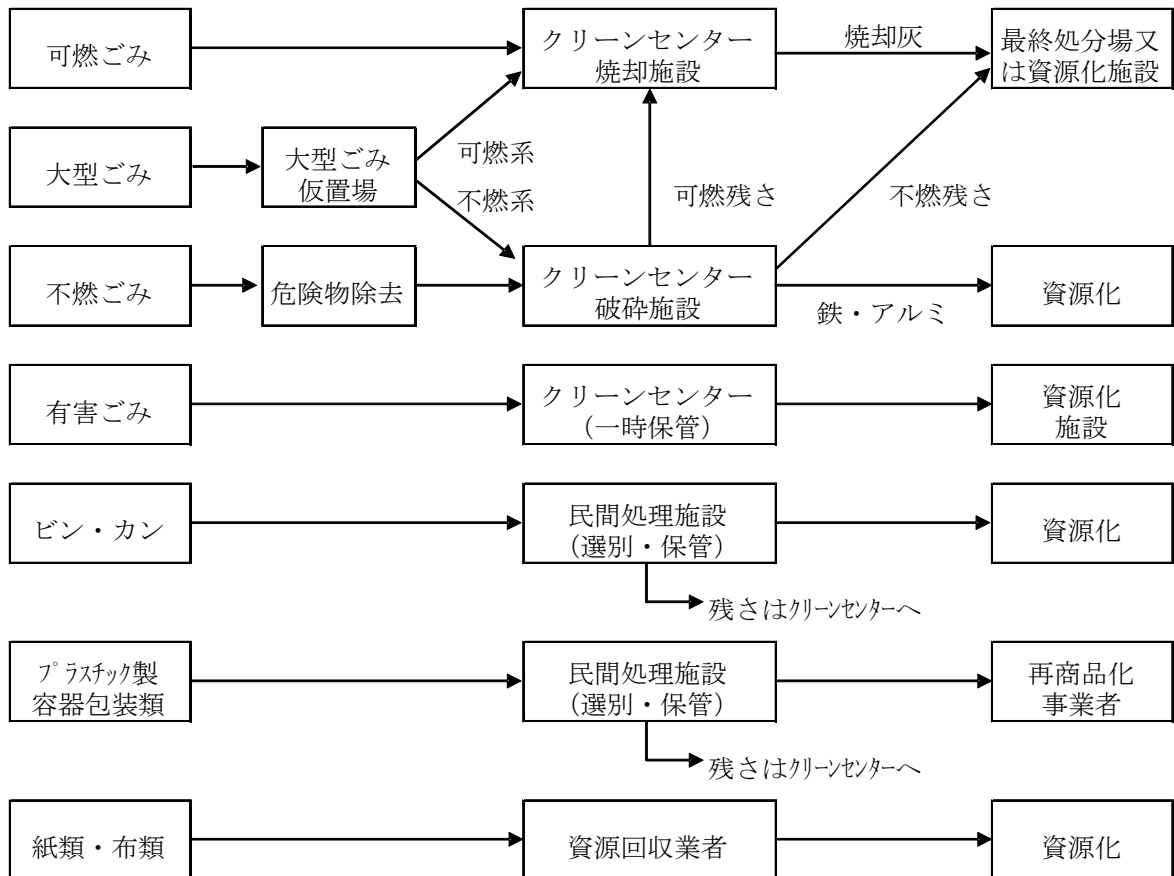 可燃ごみ
クリーンセンター
焼却施設
焼却灰
最終処分場又
は資源化施設
大型ごみ
大型ごみ
仮置場
可燃系
不燃系
可燃残さ
不燃残さ
不燃ごみ
危険物除去
クリーンセンター
破砕施設
鉄・アルミ
資源化
有害ごみ
クリーンセンター
(一時保管)
資源化
施設
ビン・カン
民間処理施設
(選別・保管)
資源化
残さはｸﾘｰﾝｾﾝﾀｰへ
ﾌﾟﾗｽﾁｯｸ製
容器包装類
民間処理施設
(選別・保管)
再商品化
事業者
残さはｸﾘｰﾝｾﾝﾀｰへ
紙類・布類
資源回収業者
資源化